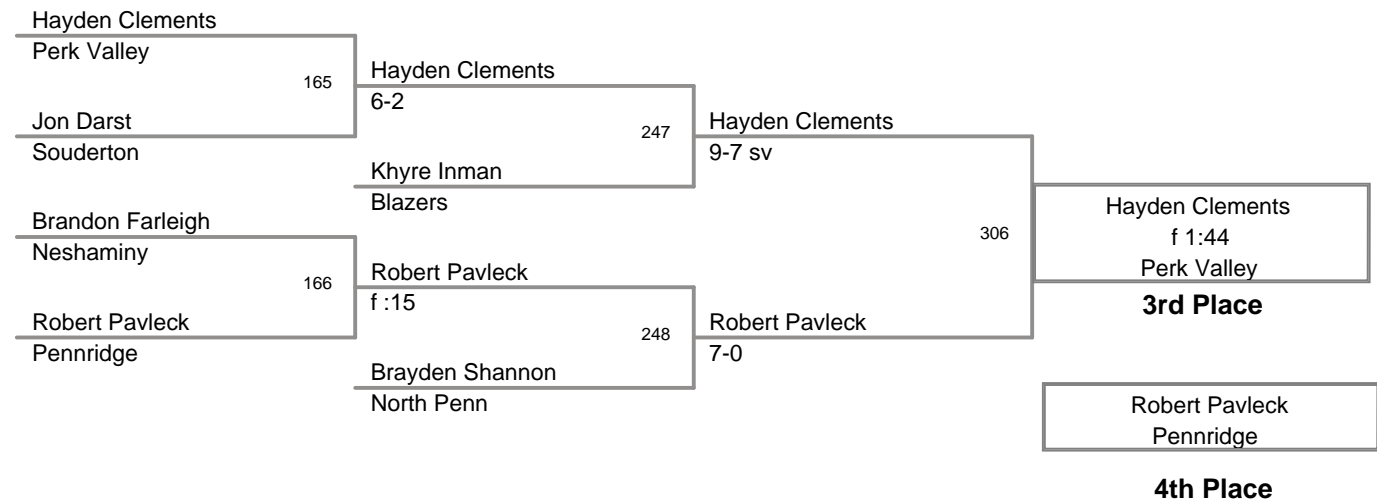 Hayden Clements
Perk Valley
165
Jon Darst
Souderton
Brandon Farleigh
Neshaminy
166
Robert Pavleck
Pennridge
Hayden Clements
6-2
247
Khyre Inman
Blazers
Robert Pavleck
f :15
248
Brayden Shannon
North Penn
Hayden Clements
9-7 sv
306
Robert Pavleck
7-0
Hayden Clements
f 1:44
Perk Valley
3rd Place
Robert Pavleck
Pennridge
4th Place